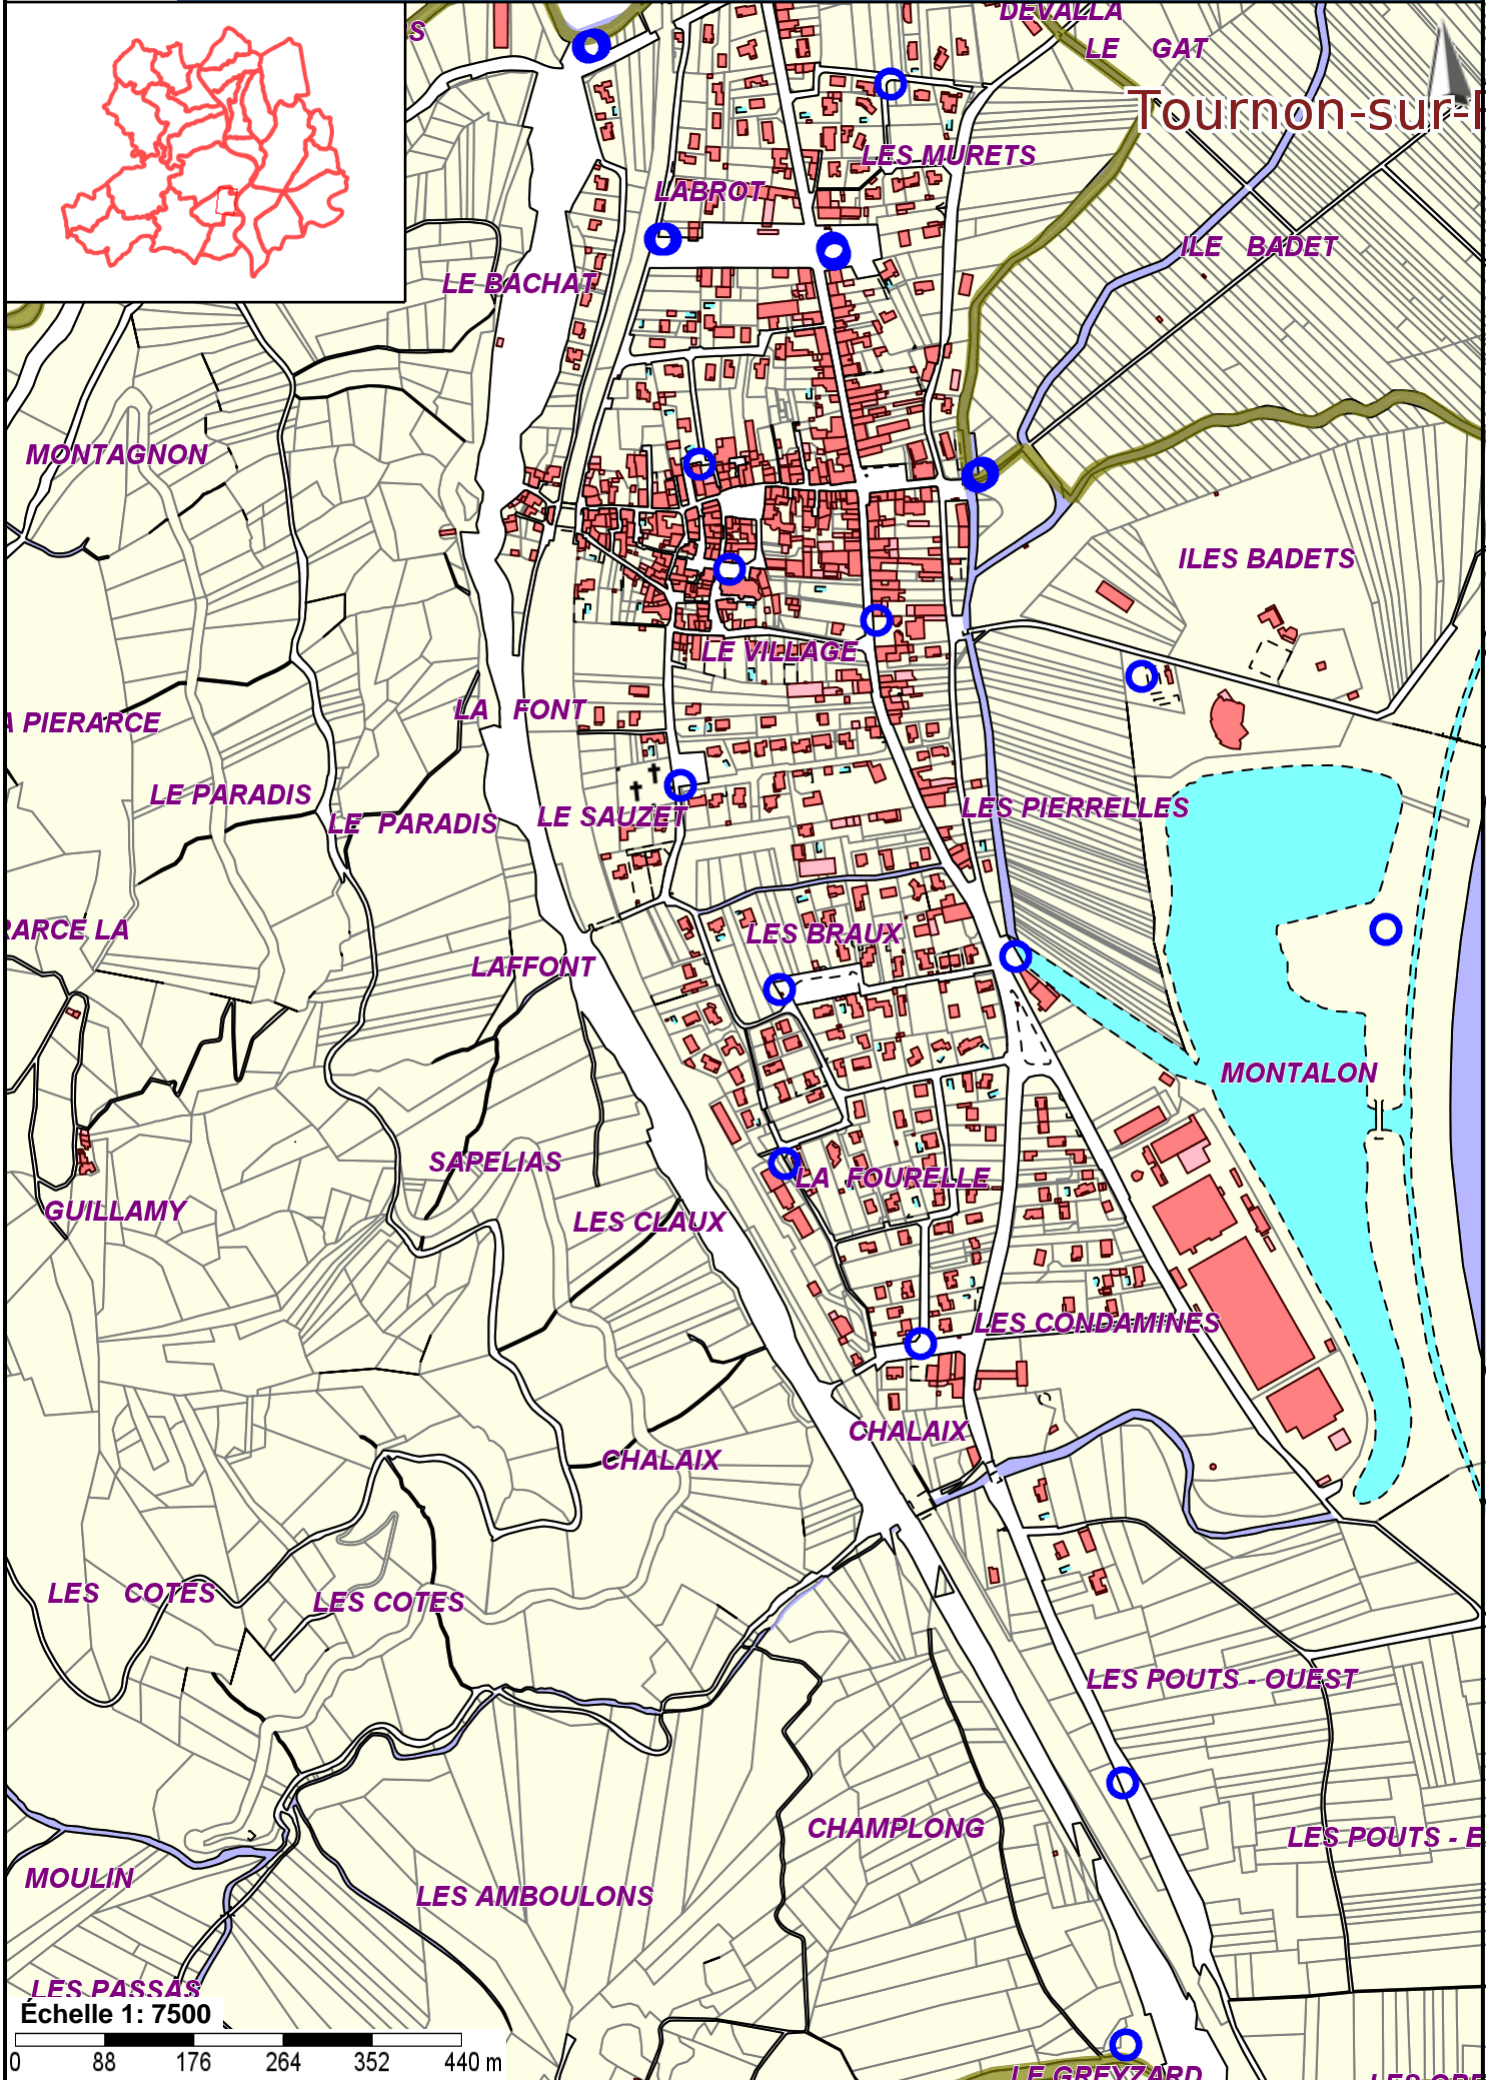 S
DEVALLA
LE GAT
Tournon-sur-
LES MURETS
LABROT
ILE BADET
LE BACHAT
MONTAGNON
ILES BADETS
LE VILLAGE
LA FONT
PIERARCE
LE PARADIS
LE PARADIS
LE SAUZET
LES PIERRELLES
RARCE LA
LES BRAUX
LAFFONT
MONTALON
SAPELIAS
LA FOURELLE
GUILLAMY
LES CLAUX
LES CONDAMINES
CHALAIX
CHALAIX
LES COTES
LES COTES
LES POUTS - OUEST
CHAMPLONG
LES POUTS - E
MOULIN
LES AMBOULONS
LES PASSAS
Échelle 1: 7500
0 88 176 264 352 440 m
LE GREYZARD